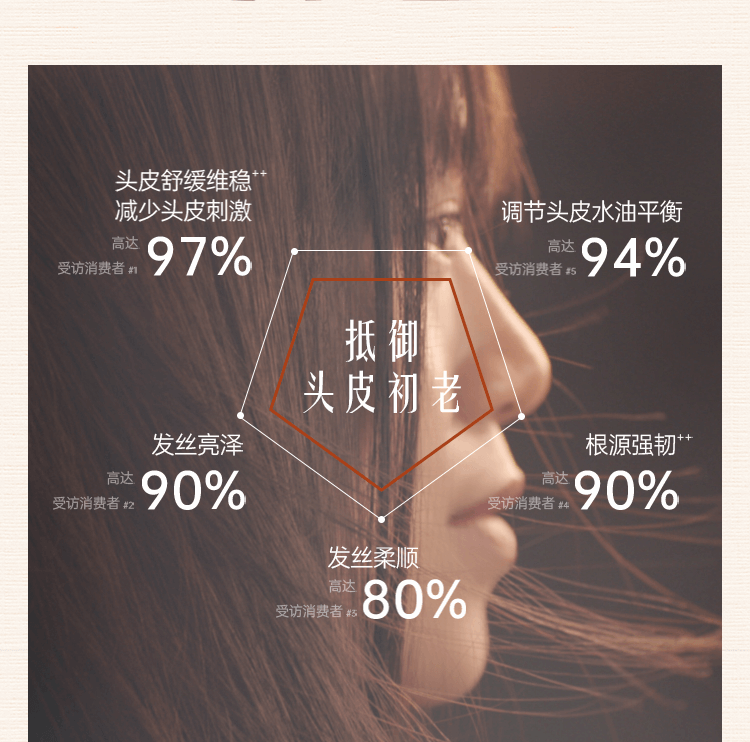 头皮舒缓维稳++
减少头皮刺激
高达
受访消费者 #1 97%
调节头皮水油平衡
高达
受访消费者 #5 94%
抵御
头皮初老
发丝亮泽
高达
受访消费者 #2 90%
根源强韧++
高达
受访消费者 #4 90%
发丝柔顺
高达
受访消费者 #3 80%